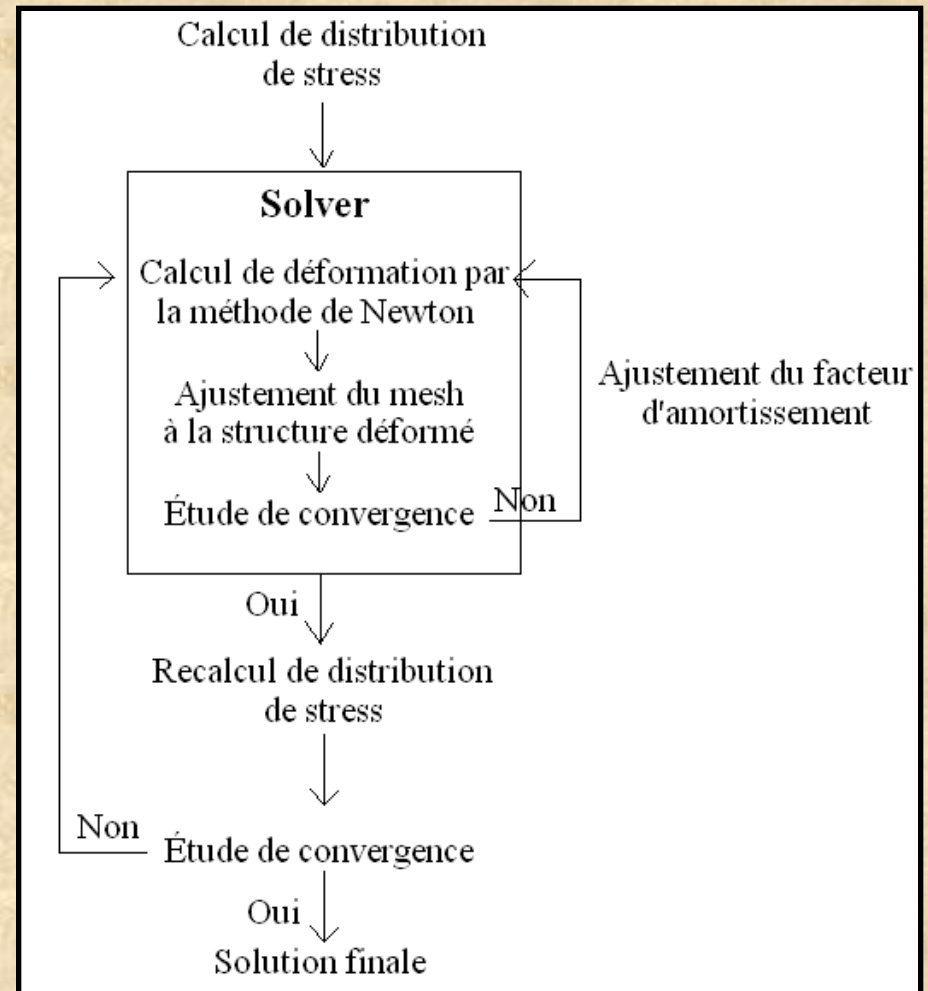 Calcul de distribution
de stress
Solver
Calcul de déformation par
la méthode de Newton
Ajustement du mesh
à la structure déformé
Étude de convergence
Non
Ajustement du facteur
d'amortissement
Oui
Recalcul de distribution
de stress
Non
Étude de convergence
Oui
Solution finale